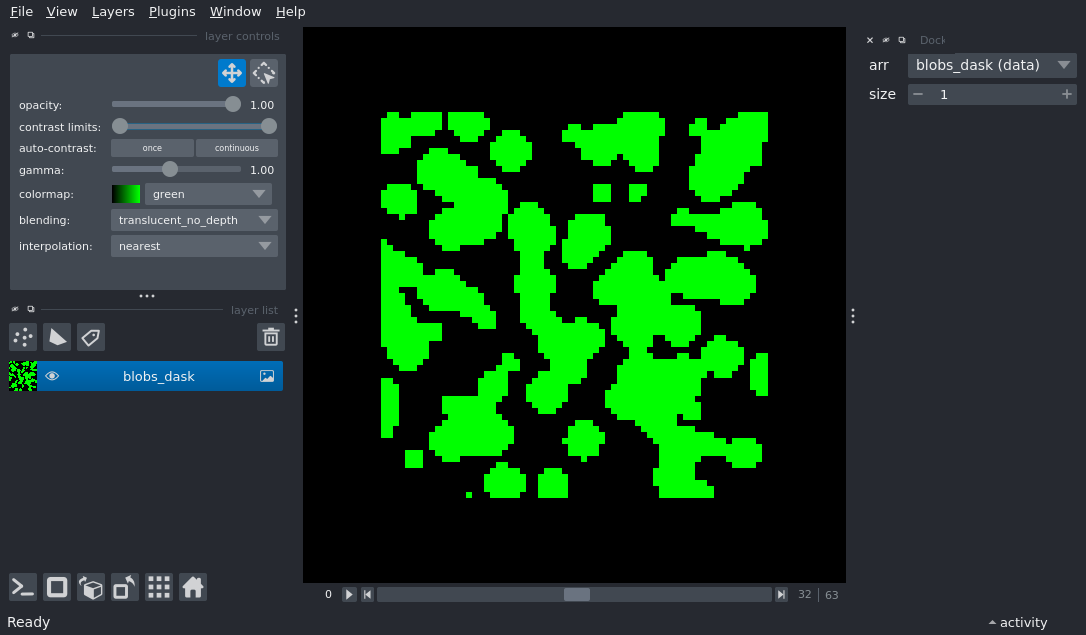 File View Layers Plugins Window Help
layer controls
opacity: 1.00
contrast limits:
auto-contrast: once continuous
gamma: 1.00
colormap: green
blending: translucent_no_depth
interpolation: nearest
layer list
blobs_dask
0 32 63
Dock
arr blobs_dask (data)
size 1
Ready
activity